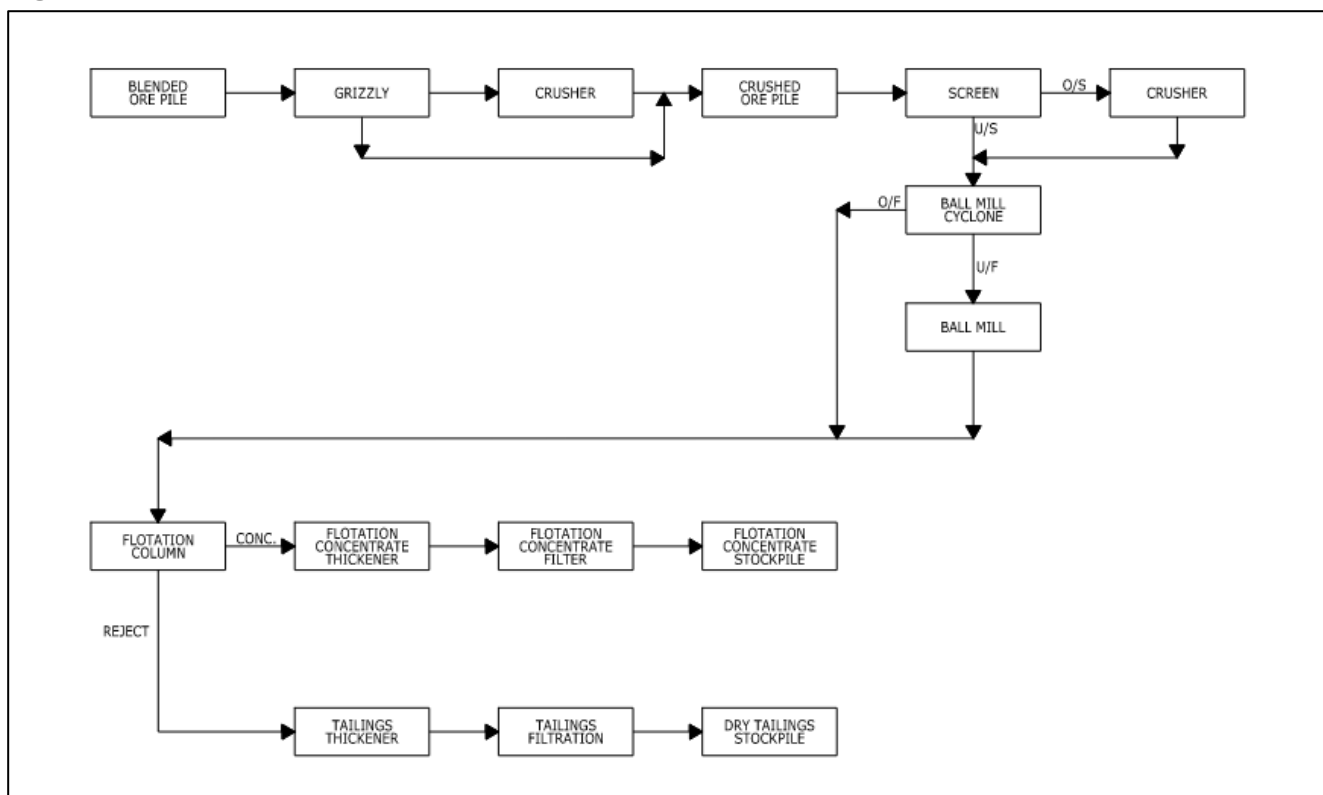 BLENDED
ORE PILE
GRIZZLY
CRUSHER
CRUSHED
ORE PILE
SCREEN
O/S
CRUSHER
U/S
O/F
BALL MILL
CYCLONE
U/F
BALL MILL
FLOTATION
COLUMN
CONC.
FLOTATION
CONCENTRATE
THICKENER
FLOTATION
CONCENTRATE
FILTER
FLOTATION
CONCENTRATE
STOCKPILE
REJECT
TAILINGS
THICKENER
TAILINGS
FILTRATION
DRY TAILINGS
STOCKPILE